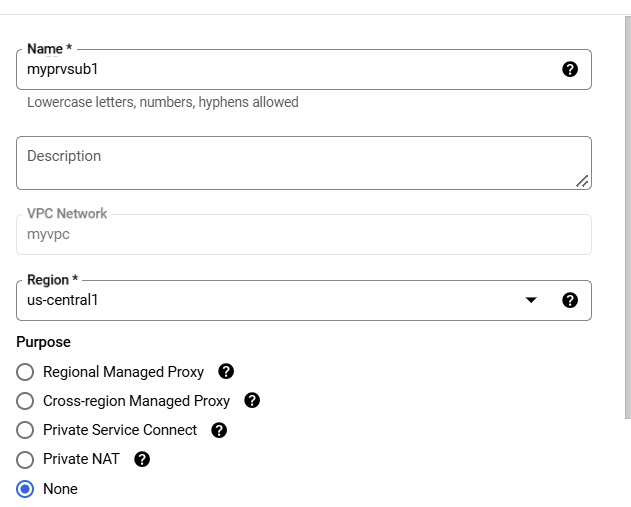 Name *
myprvsub1
Lowercase letters, numbers, hyphens allowed
Description
VPC Network
myvpc
Region *
us-central1
Purpose
Regional Managed Proxy
Cross-region Managed Proxy
Private Service Connect
Private NAT
None